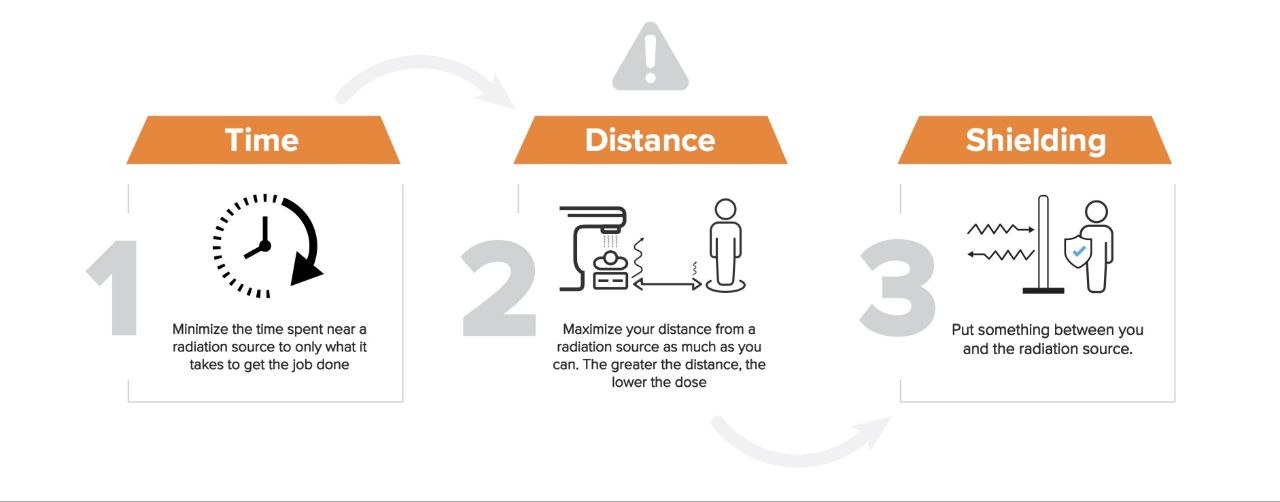 Time
1
Minimize the time spent near a
radiation source to only what it
takes to get the job done
Distance
2
Maximize your distance from a
radiation source as much as you
can. The greater the distance, the
lower the dose
Shielding
3
Put something between you
and the radiation source.